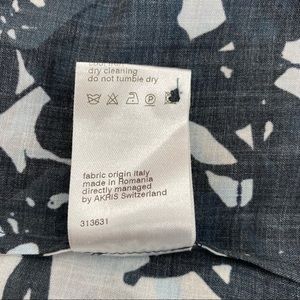 dry cleaning
do not tumble dry
P
fabric origin italy
made in Romania
directly managed
by AKRIS Switzerland
313631